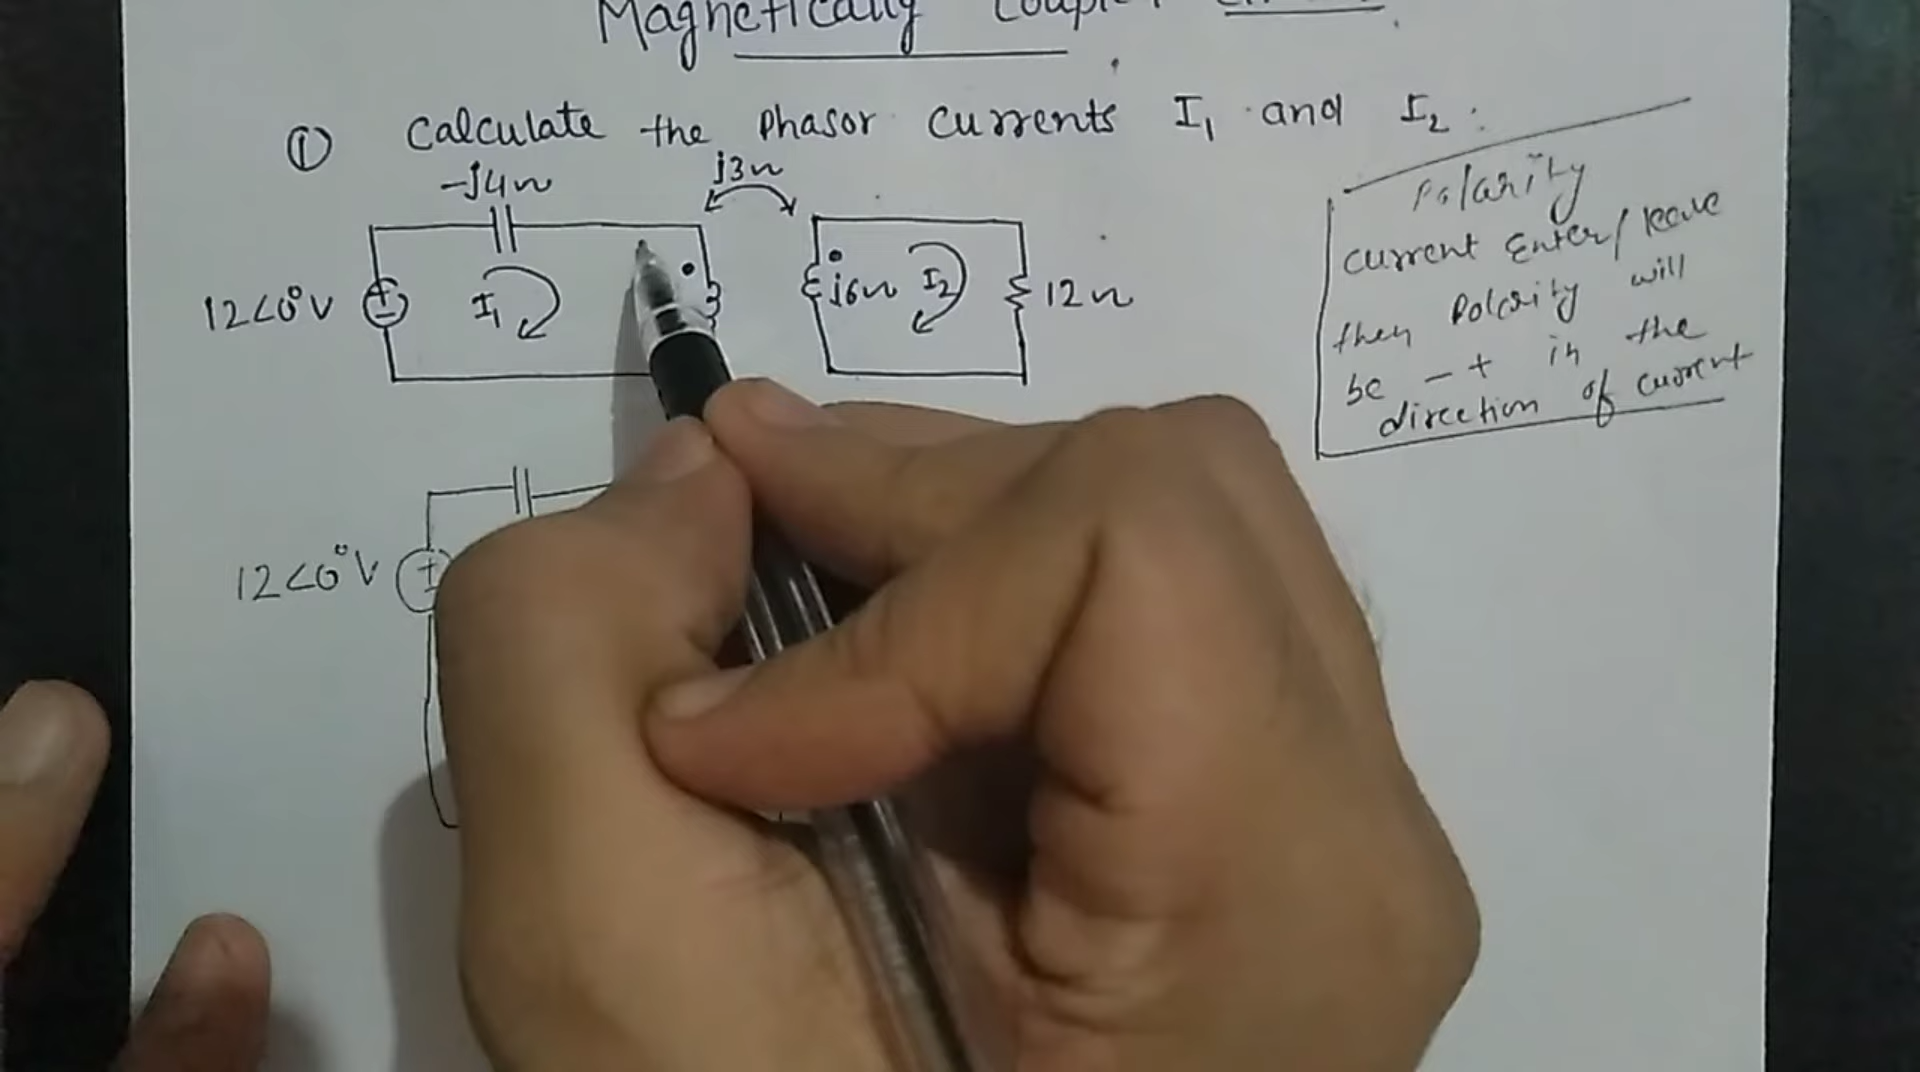 Magnetically
① Calculate the Phasor Currents I₁ and I₂ :
-j4Ω
j3Ω
12<0°V
+
-
I₁
j6Ω
I₂
12Ω
Polarity
current Enter/leave
then Polarity will
be - + in the
direction of current
12<0°V
+